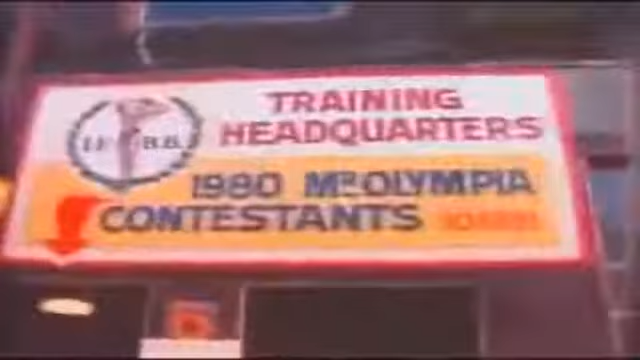 TRAINING
HEADQUARTERS
I.F. B.B.
1980 Mr. OLYMPIA
CONTESTANTS